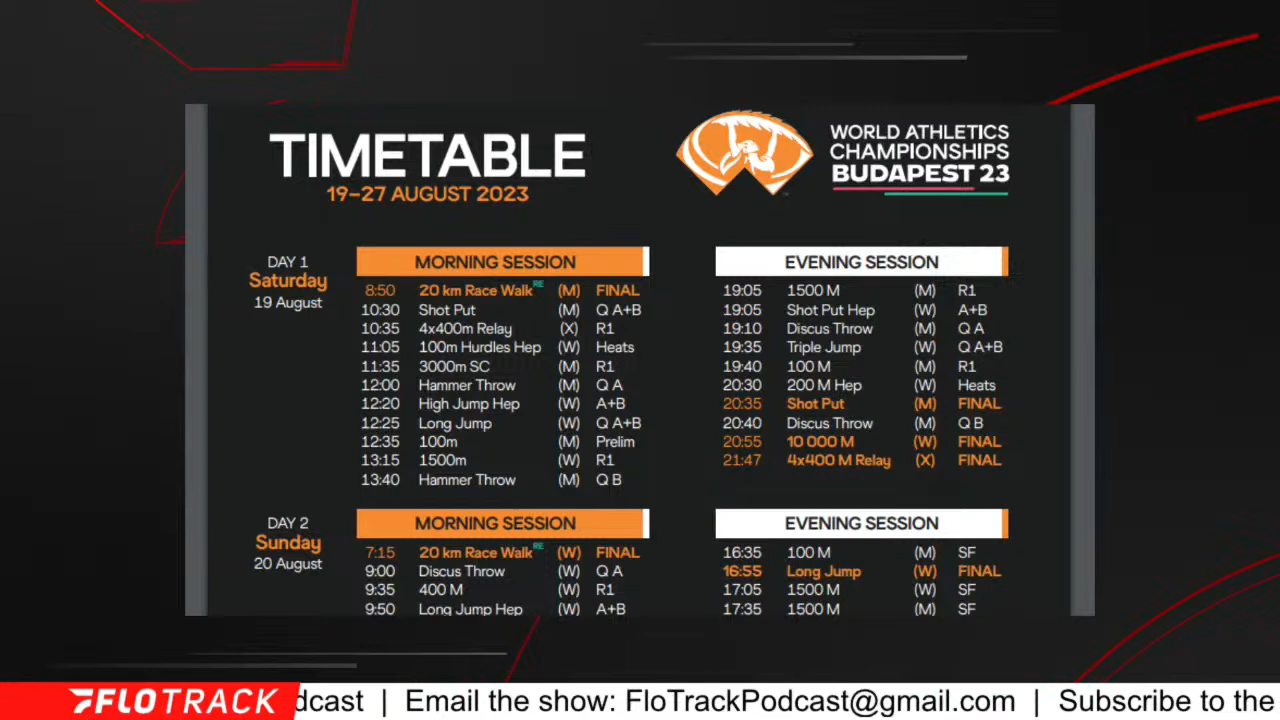 TIMETABLE
19–27 AUGUST 2023
WORLD ATHLETICS
CHAMPIONSHIPS
BUDAPEST 23
DAY 1
Saturday
19 August
MORNING SESSION
8:50 20 km Race Walk RE (M) FINAL
10:30 Shot Put (M) Q A+B
10:35 4x400m Relay (X) R1
11:05 100m Hurdles Hep (W) Heats
11:35 3000m SC (M) R1
12:00 Hammer Throw (M) Q A
12:20 High Jump Hep (W) A+B
12:25 Long Jump (W) Q A+B
12:35 100m (M) Prelim
13:15 1500m (W) R1
13:40 Hammer Throw (M) Q B
EVENING SESSION
19:05 1500 M (M) R1
19:05 Shot Put Hep (W) A+B
19:10 Discus Throw (M) Q A
19:35 Triple Jump (W) Q A+B
19:40 100 M (M) R1
20:30 200 M Hep (W) Heats
20:35 Shot Put (M) FINAL
20:40 Discus Throw (M) Q B
20:55 10 000 M (W) FINAL
21:47 4x400 M Relay (X) FINAL
DAY 2
Sunday
20 August
MORNING SESSION
7:15 20 km Race Walk RE (W) FINAL
9:00 Discus Throw (W) Q A
9:35 400 M (W) R1
9:50 Long Jump Hep (W) A+B
EVENING SESSION
16:35 100 M (M) SF
16:55 Long Jump (W) FINAL
17:05 1500 M (W) SF
17:35 1500 M (M) SF
FLOTRACK
dcast | Email the show: FloTrackPodcast@gmail.com | Subscribe to the